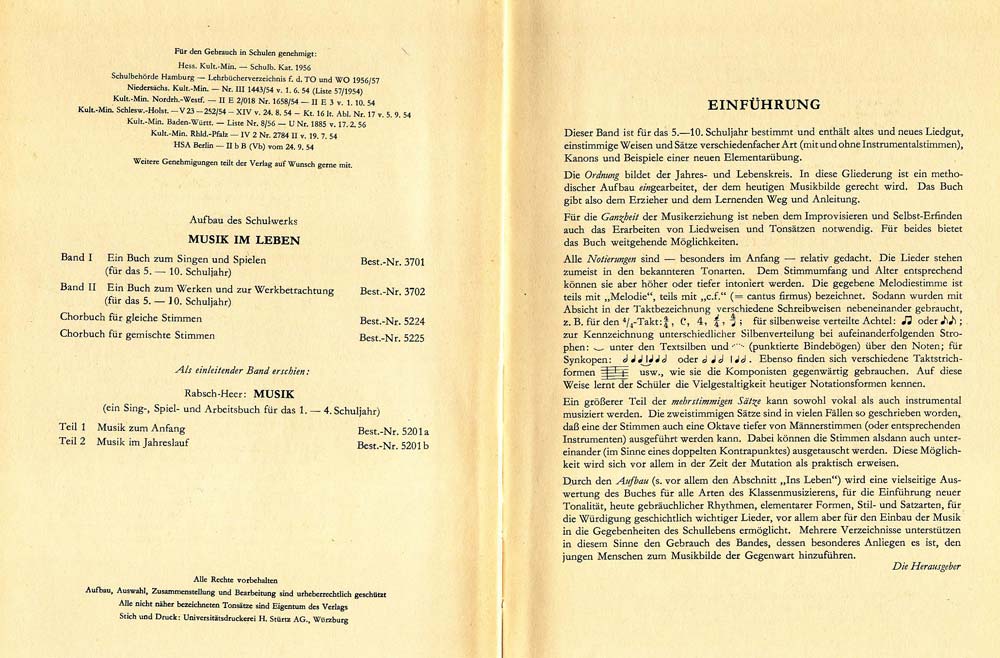 Für den Gebrauch in Schulen genehmigt:
Hess. Kult.-Min. — Schulb. Kat. 1956
Schulbehörde Hamburg — Lehrbücherverzeichnis f. d. TO und WO 1956/57
Niedersächs. Kult.-Min. — Nr. III 1443/54 v. 1. 6. 54 (Liste 57/1954)
Kult.-Min. Nordrh.-Westf. — II E 2/018 Nr. 1658/54 — II E 3 v. 1. 10. 54
Kult.-Min. Schlesw.-Holst. — V 23 — 252/54 — XIV v. 24. 8. 54 — Kt. 16 lt. Abl. Nr. 17 v. 5. 9. 54
Kult.-Min. Baden-Württ. — Liste Nr. 8/56 — U Nr. 1885 v. 17. 2. 56
Kult.-Min. Rhld.-Pfalz — IV 2 Nr. 2784 II v. 19. 7. 54
HSA Berlin — II b B (Vb) vom 24. 9. 54
Weitere Genehmigungen teilt der Verlag auf Wunsch gerne mit.
Aufbau des Schulwerks
MUSIK IM LEBEN
Band I Ein Buch zum Singen und Spielen
(für das 5. — 10. Schuljahr) Best.-Nr. 3701
Band II Ein Buch zum Werken und zur Werkbetrachtung
(für das 5. — 10. Schuljahr) Best.-Nr. 3702
Chorbuch für gleiche Stimmen Best.-Nr. 5224
Chorbuch für gemischte Stimmen Best.-Nr. 5225
Als einleitender Band erschien:
Rabsch-Heer: MUSIK
(ein Sing-, Spiel- und Arbeitsbuch für das 1. — 4. Schuljahr)
Teil 1 Musik zum Anfang Best.-Nr. 5201 a
Teil 2 Musik im Jahreslauf Best.-Nr. 5201 b
Alle Rechte vorbehalten
Aufbau, Auswahl, Zusammenstellung und Bearbeitung sind urheberrechtlich geschützt
Alle nicht näher bezeichneten Tonsätze sind Eigentum des Verlags
Stich und Druck: Universitätsdruckerei H. Stürtz AG., Würzburg
EINFÜHRUNG
Dieser Band ist für das 5.—10. Schuljahr bestimmt und enthält altes und neues Liedgut,
einstimmige Weisen und Sätze verschiedenfacher Art (mit und ohne Instrumentalstimmen),
Kanons und Beispiele einer neuen Elementarübung.
Die Ordnung bildet der Jahres- und Lebenskreis. In diese Gliederung ist ein metho-
discher Aufbau eingearbeitet, der dem heutigen Musikbilde gerecht wird. Das Buch
gibt also dem Erzieher und dem Lernenden Weg und Anleitung.
Für die Ganzheit der Musikerziehung ist neben dem Improvisieren und Selbst-Erfinden
auch das Erarbeiten von Liedweisen und Tonsätzen notwendig. Für beides bietet
das Buch weitgehende Möglichkeiten.
Alle Notierungen sind — besonders im Anfang — relativ gedacht. Die Lieder stehen
zumeist in den bekannteren Tonarten. Dem Stimmumfang und Alter entsprechend
können sie aber höher oder tiefer intoniert werden. Die gegebene Melodiestimme ist
teils mit „Melodie“, teils mit „c.f.“ (= cantus firmus) bezeichnet. Sodann wurden mit
Absicht in der Taktbezeichnung verschiedene Schreibweisen nebeneinander gebraucht,
z. B. für den 4/4-Takt: ; für silbenweise verteilte Achtel: oder ;
zur Kennzeichnung unterschiedlicher Silbenverteilung bei aufeinanderfolgenden Stro-
phen: unter den Textsilben und (punktierte Bindebögen) über den Noten; für
Synkopen: oder . Ebenso finden sich verschiedene Taktstrich-
formen usw., wie sie die Komponisten gegenwärtig gebrauchen. Auf diese
Weise lernt der Schüler die Vielgestaltigkeit heutiger Notationsformen kennen.
Ein größerer Teil der mehrstimmigen Sätze kann sowohl vokal als auch instrumental
musiziert werden. Die zweistimmigen Sätze sind in vielen Fällen so geschrieben worden,
daß eine der Stimmen auch eine Oktave tiefer von Männerstimmen (oder entsprechenden
Instrumenten) ausgeführt werden kann. Dabei können die Stimmen alsdann auch unter-
einander (im Sinne eines doppelten Kontrapunktes) ausgetauscht werden. Diese Möglich-
keit wird sich vor allem in der Zeit der Mutation als praktisch erweisen.
Durch den Aufbau (s. vor allem den Abschnitt „Ins Leben“) wird eine vielseitige Aus-
wertung des Buches für alle Arten des Klassenmusizierens, für die Einführung neuer
Tonalität, heute gebräuchlicher Rhythmen, elementarer Formen, Stil- und Satzarten, für
die Würdigung geschichtlich wichtiger Lieder, vor allem aber für den Einbau der Musik
in die Gegebenheiten des Schullebens ermöglicht. Mehrere Verzeichnisse unterstützen
in diesem Sinne den Gebrauch des Bandes, dessen besonderes Anliegen es ist, den
jungen Menschen zum Musikbilde der Gegenwart hinzuführen.
Die Herausgeber